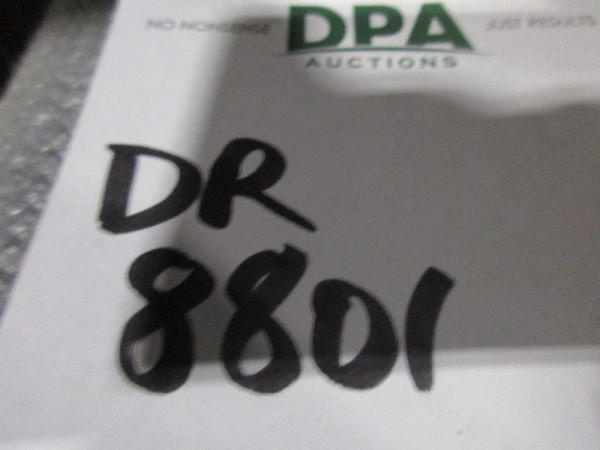 NO NONSENSE DPA JUST RESULTS
AUCTIONS
DR
8801